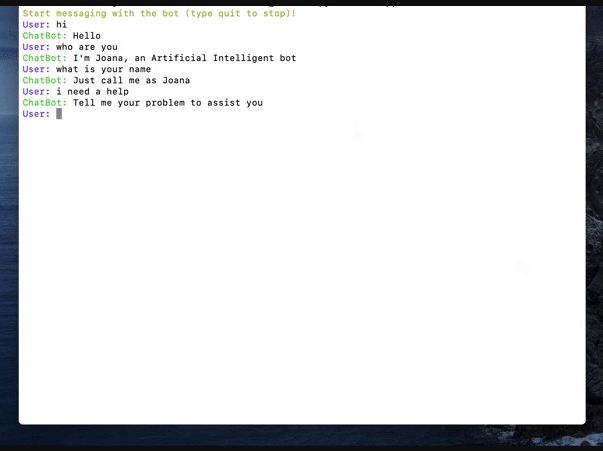 Start messaging with the bot (type quit to stop)!
User: hi
ChatBot: Hello
User: who are you
ChatBot: I'm Joana, an Artificial Intelligent bot
User: what is your name
ChatBot: Just call me as Joana
User: i need a help
ChatBot: Tell me your problem to assist you
User: